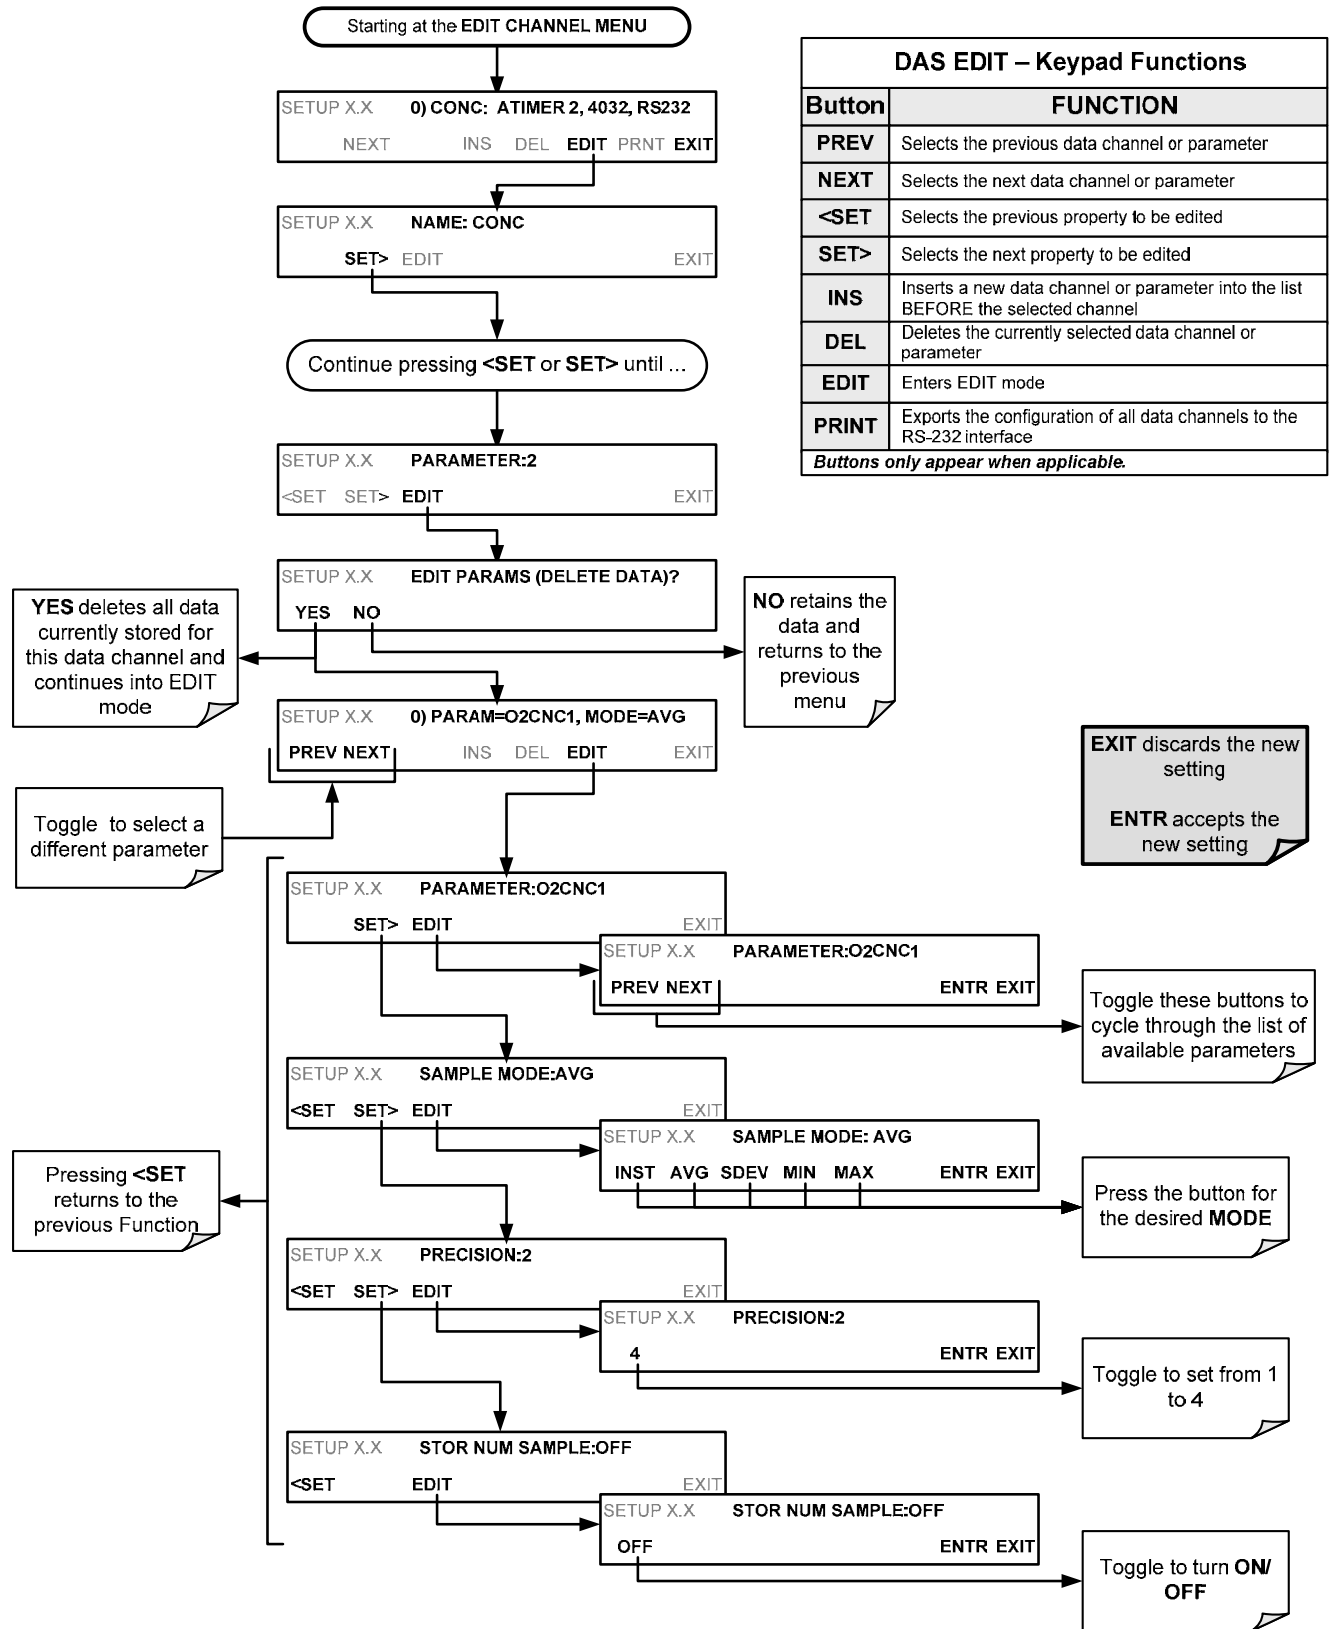 Starting at the EDIT CHANNEL MENU
SETUP X.X 0) CONC: ATIMER 2, 4032, RS232
NEXT INS DEL EDIT PRNT EXIT
SETUP X.X NAME: CONC
SET> EDIT EXIT
Continue pressing <SET or SET> until ...
SETUP X.X PARAMETER:2
<SET SET> EDIT EXIT
SETUP X.X EDIT PARAMS (DELETE DATA)?
YES NO
YES deletes all data
currently stored for
this data channel and
continues into EDIT
mode
NO retains the
data and
returns to the
previous
menu
SETUP X.X 0) PARAM=O2CNC1, MODE=AVG
PREV NEXT INS DEL EDIT EXIT
Toggle to select a
different parameter
DAS EDIT – Keypad Functions
Button FUNCTION
PREV Selects the previous data channel or parameter
NEXT Selects the next data channel or parameter
<SET Selects the previous property to be edited
SET> Selects the next property to be edited
INS Inserts a new data channel or parameter into the list
BEFORE the selected channel
DEL Deletes the currently selected data channel or
parameter
EDIT Enters EDIT mode
PRINT Exports the configuration of all data channels to the
RS-232 interface
Buttons only appear when applicable.
EXIT discards the new
setting
ENTR accepts the
new setting
SETUP X.X PARAMETER:O2CNC1
SET> EDIT EXIT
SETUP X.X PARAMETER:O2CNC1
PREV NEXT ENTR EXIT
Toggle these buttons to
cycle through the list of
available parameters
SETUP X.X SAMPLE MODE:AVG
<SET SET> EDIT EXIT
SETUP X.X SAMPLE MODE: AVG
INST AVG SDEV MIN MAX ENTR EXIT
Press the button for
the desired MODE
Pressing <SET
returns to the
previous Function
SETUP X.X PRECISION:2
<SET SET> EDIT EXIT
SETUP X.X PRECISION:2
4 ENTR EXIT
Toggle to set from 1
to 4
SETUP X.X STOR NUM SAMPLE:OFF
<SET EDIT EXIT
SETUP X.X STOR NUM SAMPLE:OFF
OFF ENTR EXIT
Toggle to turn ON/
OFF